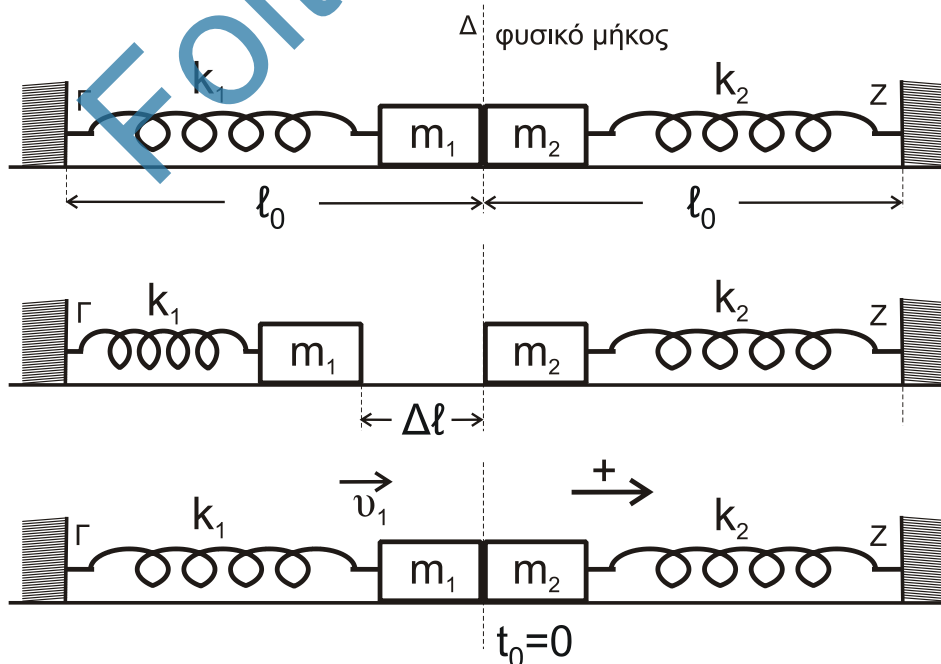 Δ φυσικό μήκος
Γ k₁ k₂ Z
m₁ m₂
ℓ₀ ℓ₀
Γ k₁ k₂ Z
m₁ m₂
Δℓ
υ₁ +
Γ k₁ k₂ Z
m₁ m₂
t₀=0